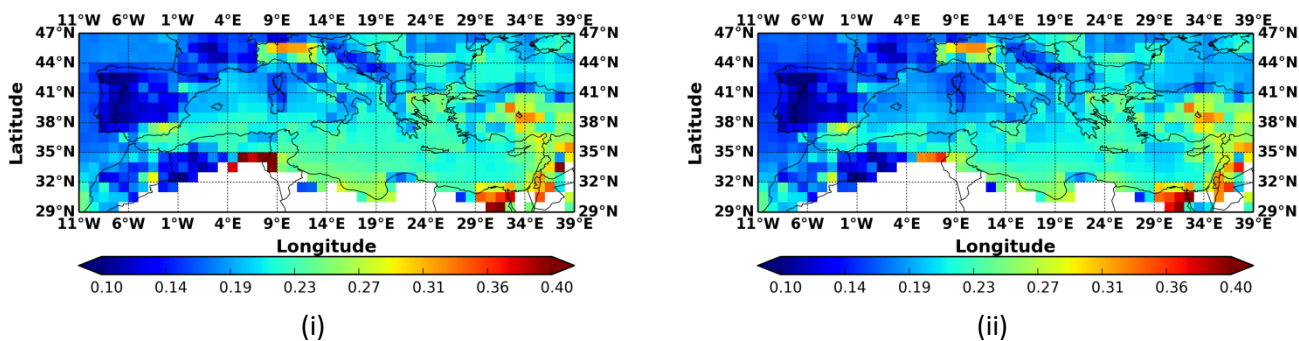 11°W 6°W 1°W 4°E 9°E 14°E 19°E 24°E 29°E 34°E 39°E
47°N 47°N
44°N 44°N
41°N 41°N
38°N 38°N
35°N 35°N
32°N 32°N
29°N 29°N
11°W 6°W 1°W 4°E 9°E 14°E 19°E 24°E 29°E 34°E 39°E
Latitude
Longitude
0.10 0.14 0.19 0.23 0.27 0.31 0.36 0.40
(i)
11°W 6°W 1°W 4°E 9°E 14°E 19°E 24°E 29°E 34°E 39°E
47°N 47°N
44°N 44°N
41°N 41°N
38°N 38°N
35°N 35°N
32°N 32°N
29°N 29°N
11°W 6°W 1°W 4°E 9°E 14°E 19°E 24°E 29°E 34°E 39°E
Latitude
Longitude
0.10 0.14 0.19 0.23 0.27 0.31 0.36 0.40
(ii)